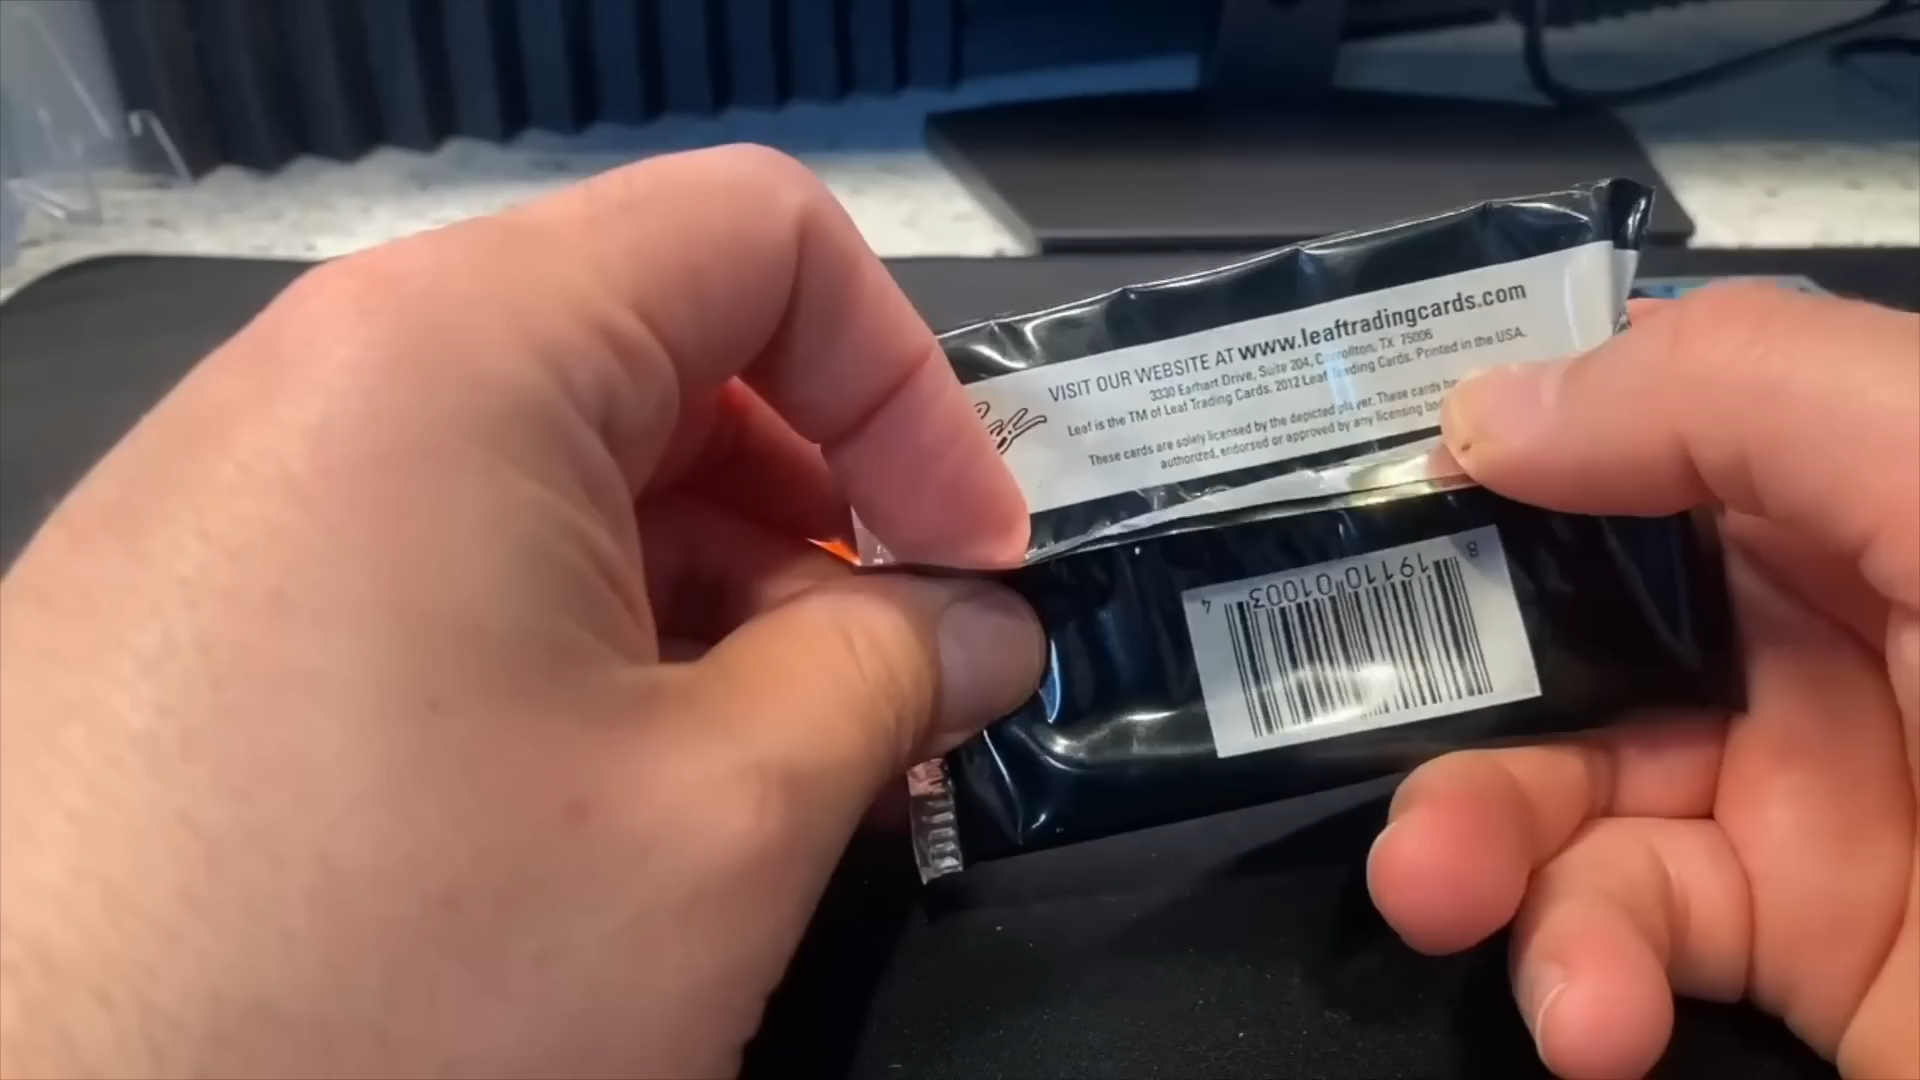 Leaf
VISIT OUR WEBSITE AT www.leaftradingcards.com
3330 Earhart Drive, Suite 204, Carrollton, TX 75006
Leaf is the TM of Leaf Trading Cards. 2012 Leaf Trading Cards. Printed in the USA.
These cards are solely licensed by the depicted player. These cards
authorized, endorsed or approved by any licensing
8 19110 01003 4